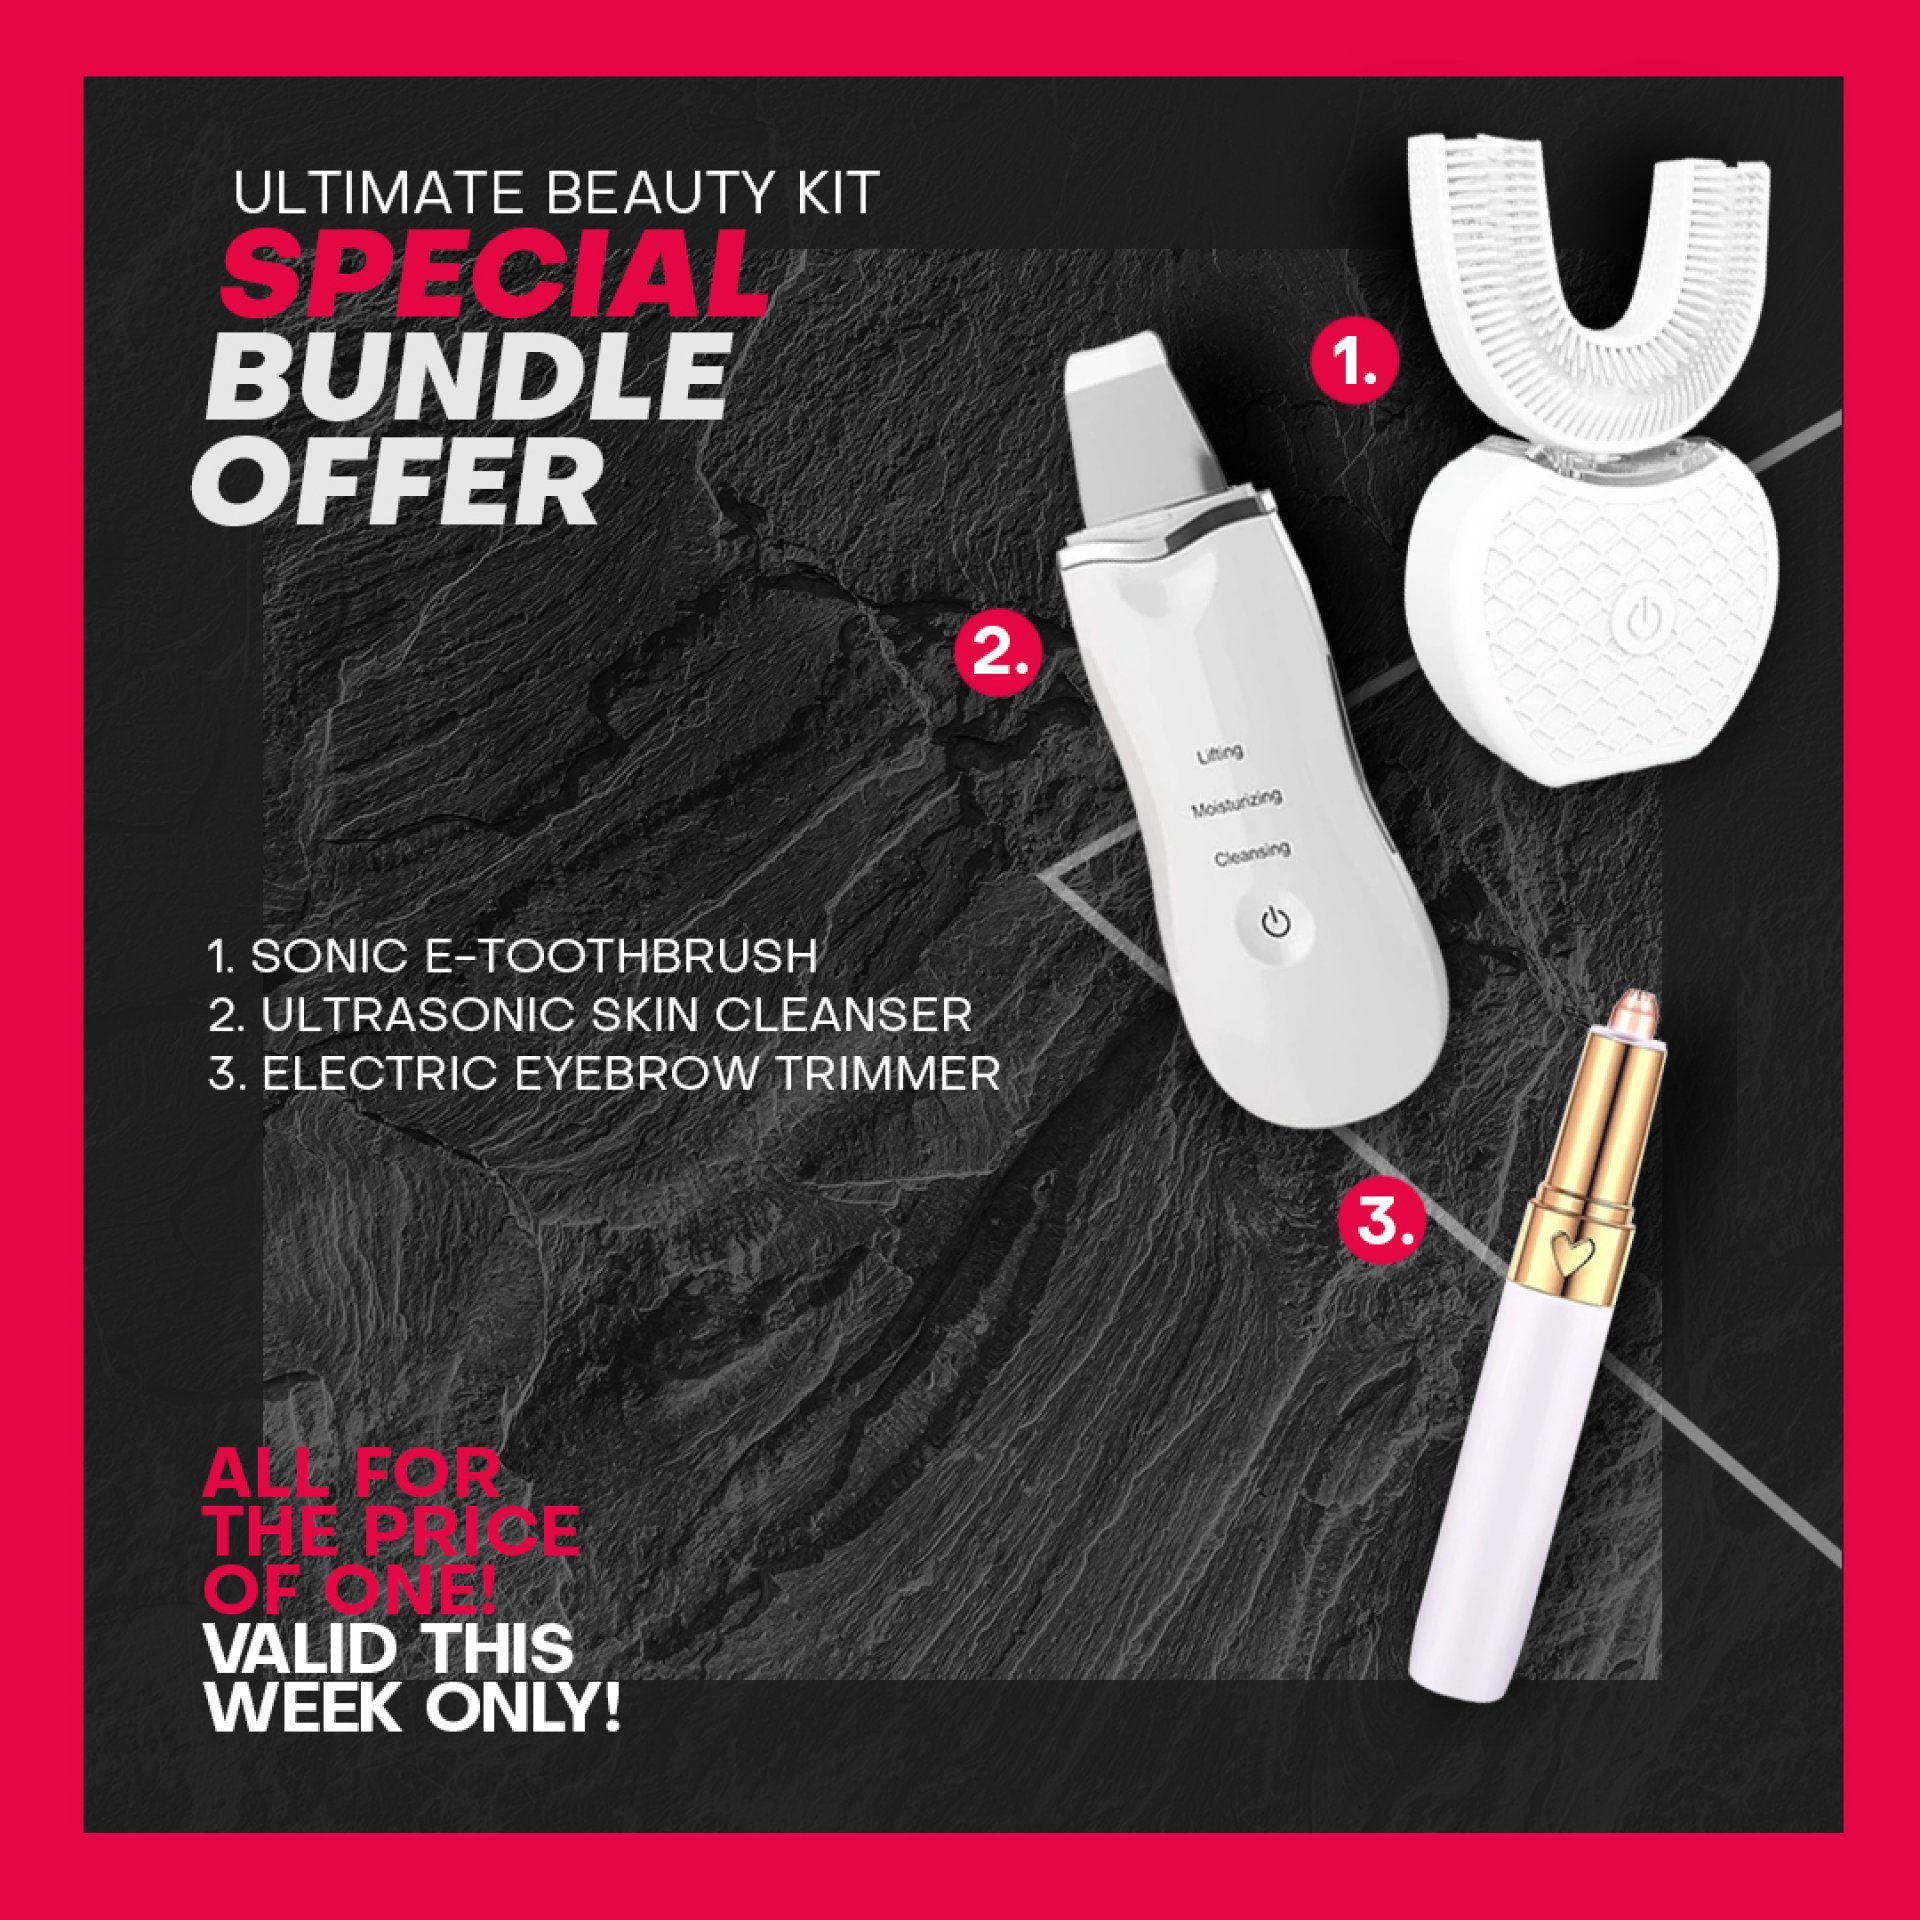 ULTIMATE BEAUTY KIT
SPECIAL
BUNDLE
OFFER
1.
2.
Lifting
Moisturizing
Cleansing
1. SONIC E-TOOTHBRUSH
2. ULTRASONIC SKIN CLEANSER
3. ELECTRIC EYEBROW TRIMMER
3.
ALL FOR
THE PRICE
OF ONE!
VALID THIS
WEEK ONLY!